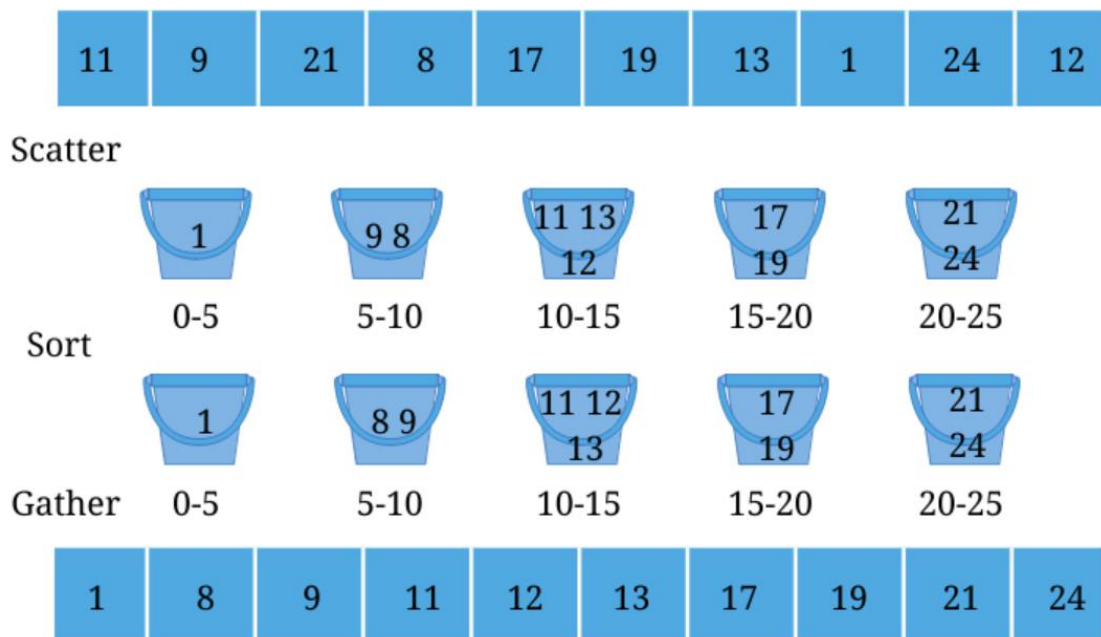 11 9 21 8 17 19 13 1 24 12
Scatter
1 9 8 11 13 17 21
12 19 24
0-5 5-10 10-15 15-20 20-25
Sort
1 8 9 11 12 17 21
13 19 24
Gather 0-5 5-10 10-15 15-20 20-25
1 8 9 11 12 13 17 19 21 24